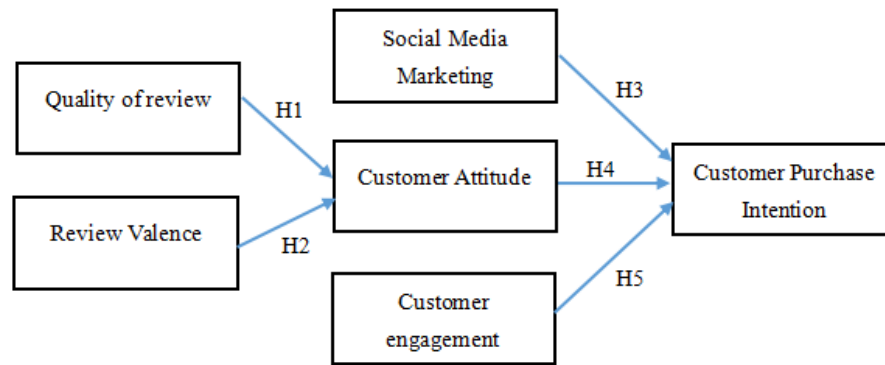 Social Media
Marketing
Quality of review
H1
H3
Customer Attitude
H4
Customer Purchase
Intention
Review Valence
H2
H5
Customer
engagement